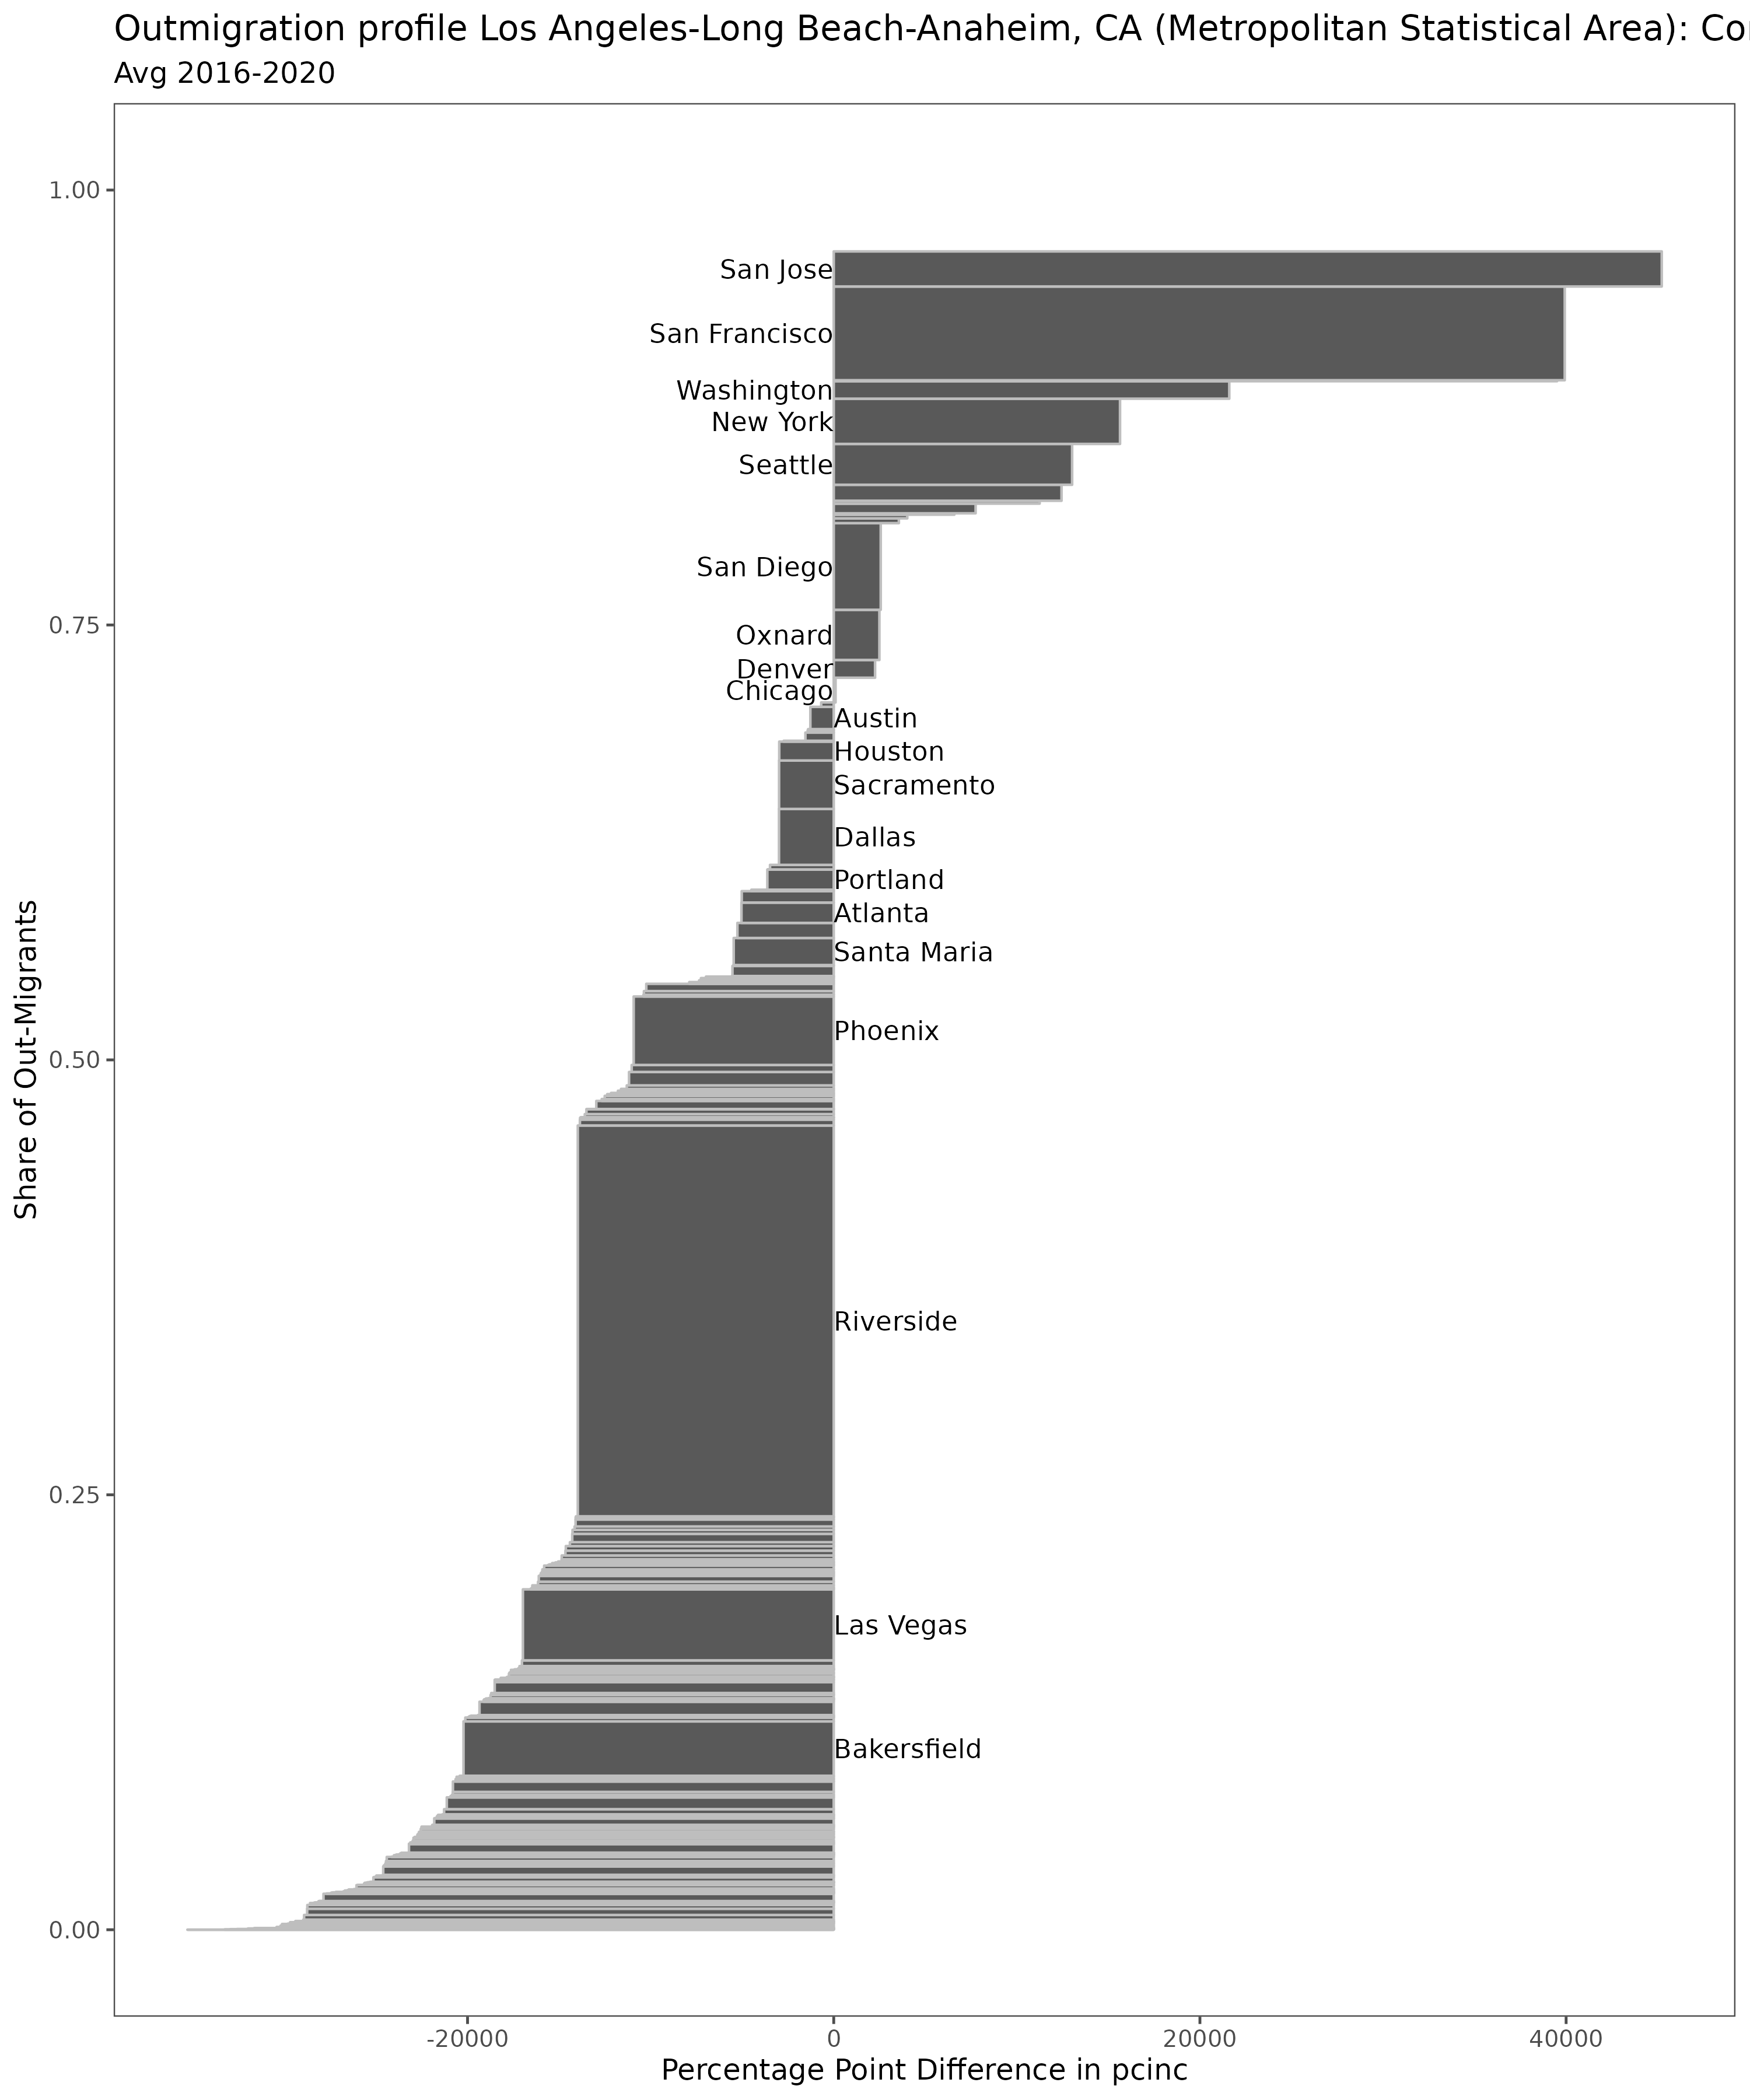 Outmigration profile Los Angeles-Long Beach-Anaheim, CA (Metropolitan Statistical Area):
Avg 2016-2020
1.00
San Jose
San Francisco
Washington
New York
Seattle
San Diego
0.75
Oxnard
Denver
Chicago
Austin
Houston
Sacramento
Dallas
Portland
Atlanta
Santa Maria
Phoenix
0.50
Share of Out-Migrants
Riverside
0.25
Las Vegas
Bakersfield
0.00
-20000 0 20000 40000
Percentage Point Difference in pcinc